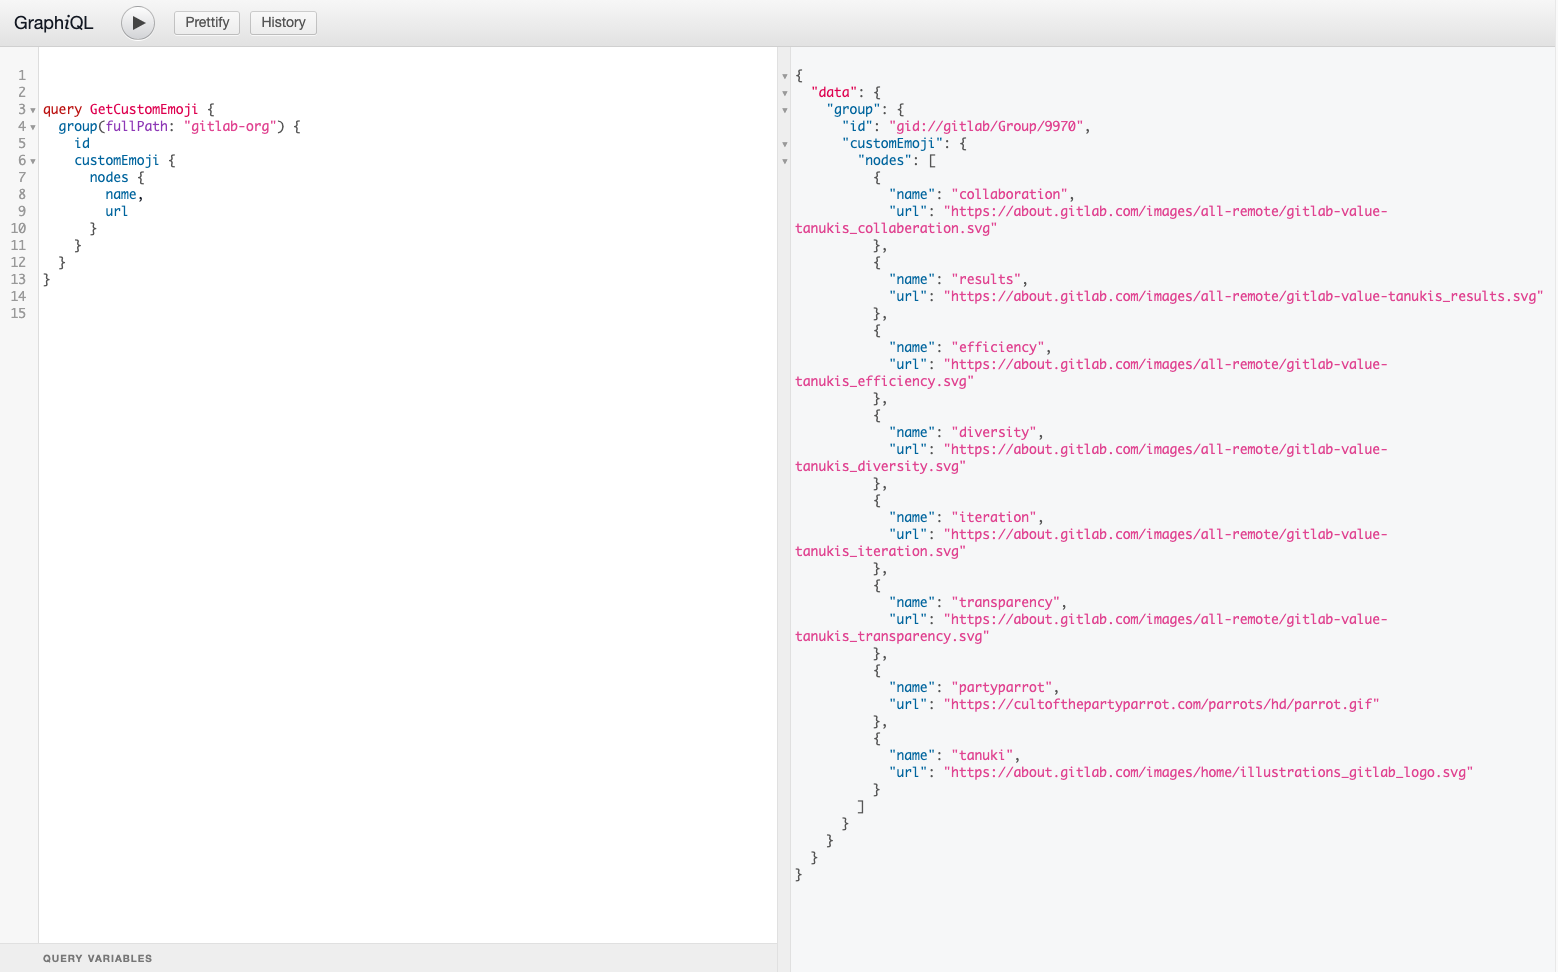 GraphiQL
Prettify
History
1
2
3 query GetCustomEmoji {
4   group(fullPath: "gitlab-org") {
5     id
6     customEmoji {
7       nodes {
8         name,
9         url
10       }
11     }
12   }
13 }
14
15
QUERY VARIABLES
{
  "data": {
    "group": {
      "id": "gid://gitlab/Group/9970",
      "customEmoji": {
        "nodes": [
          {
            "name": "collaboration",
            "url": "https://about.gitlab.com/images/all-remote/gitlab-value-
tanukis_collaberation.svg"
          },
          {
            "name": "results",
            "url": "https://about.gitlab.com/images/all-remote/gitlab-value-tanukis_results.svg"
          },
          {
            "name": "efficiency",
            "url": "https://about.gitlab.com/images/all-remote/gitlab-value-
tanukis_efficiency.svg"
          },
          {
            "name": "diversity",
            "url": "https://about.gitlab.com/images/all-remote/gitlab-value-
tanukis_diversity.svg"
          },
          {
            "name": "iteration",
            "url": "https://about.gitlab.com/images/all-remote/gitlab-value-
tanukis_iteration.svg"
          },
          {
            "name": "transparency",
            "url": "https://about.gitlab.com/images/all-remote/gitlab-value-
tanukis_transparency.svg"
          },
          {
            "name": "partyparrot",
            "url": "https://cultofthepartyparrot.com/parrots/hd/parrot.gif"
          },
          {
            "name": "tanuki",
            "url": "https://about.gitlab.com/images/home/illustrations_gitlab_logo.svg"
          }
        ]
      }
    }
  }
}